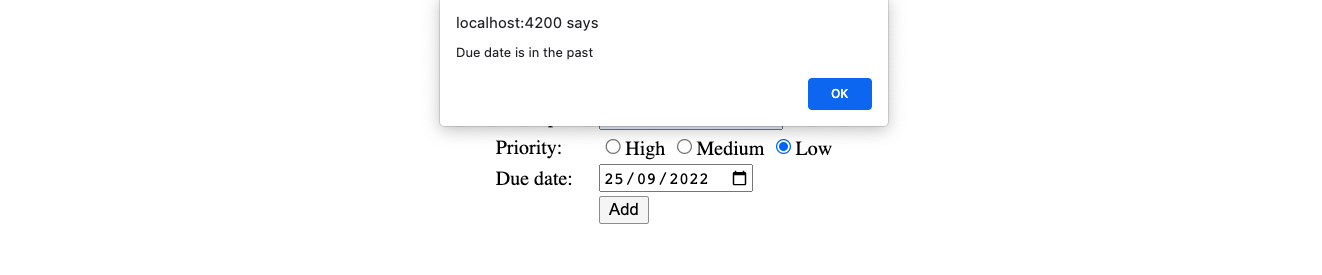 localhost:4200 says
Due date is in the past
OK
Priority: High Medium Low
Due date: 25/09/2022
Add